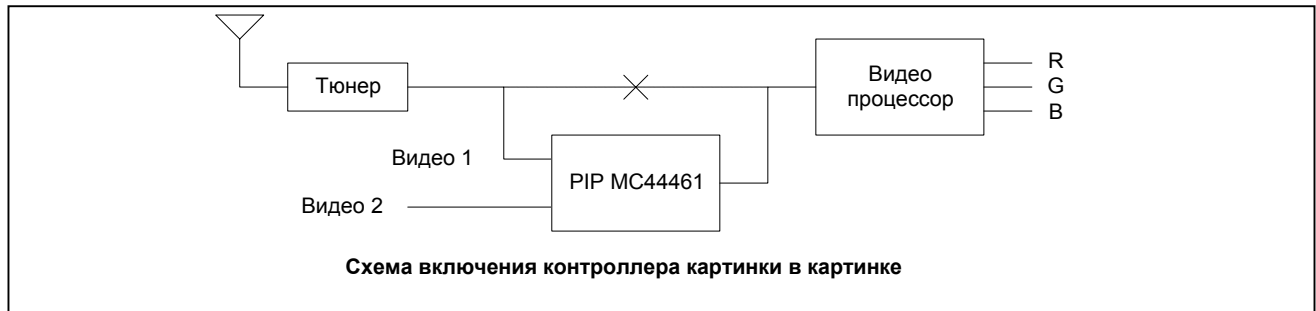 Тюнер
Видео
процессор
R
G
B
Видео 1
PIP MC44461
Видео 2
Схема включения контроллера картинки в картинке